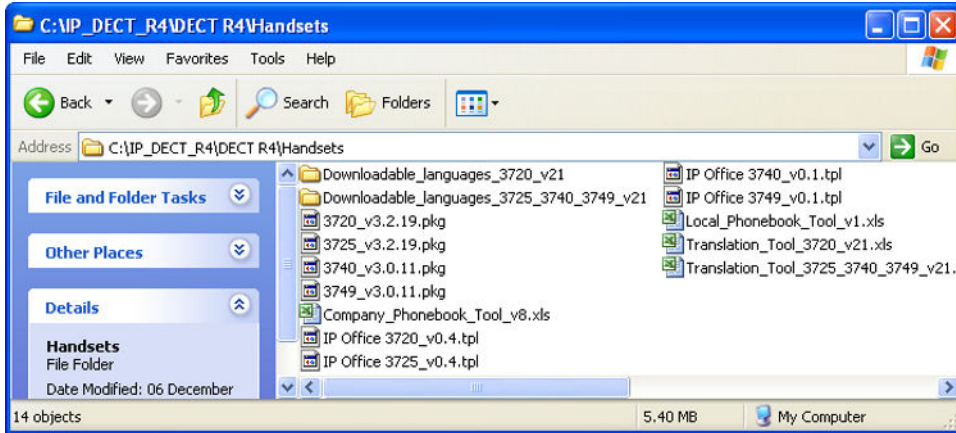 C:\IP_DECT_R4\DECT R4\Handsets
File Edit View Favorites Tools Help
Back Search Folders
Address C:\IP_DECT_R4\DECT R4\Handsets Go
File and Folder Tasks
Other Places
Details
Handsets
File Folder
Date Modified: 06 December
Downloadable_languages_3720_v21
Downloadable_languages_3725_3740_3749_v21
3720_v3.2.19.pkg
3725_v3.2.19.pkg
3740_v3.0.11.pkg
3749_v3.0.11.pkg
Company_Phonebook_Tool_v8.xls
IP Office 3720_v0.4.tpl
IP Office 3725_v0.4.tpl
IP Office 3740_v0.1.tpl
IP Office 3749_v0.1.tpl
Local_Phonebook_Tool_v1.xls
Translation_Tool_3720_v21.xls
Translation_Tool_3725_3740_3749_v21.
14 objects 5.40 MB My Computer